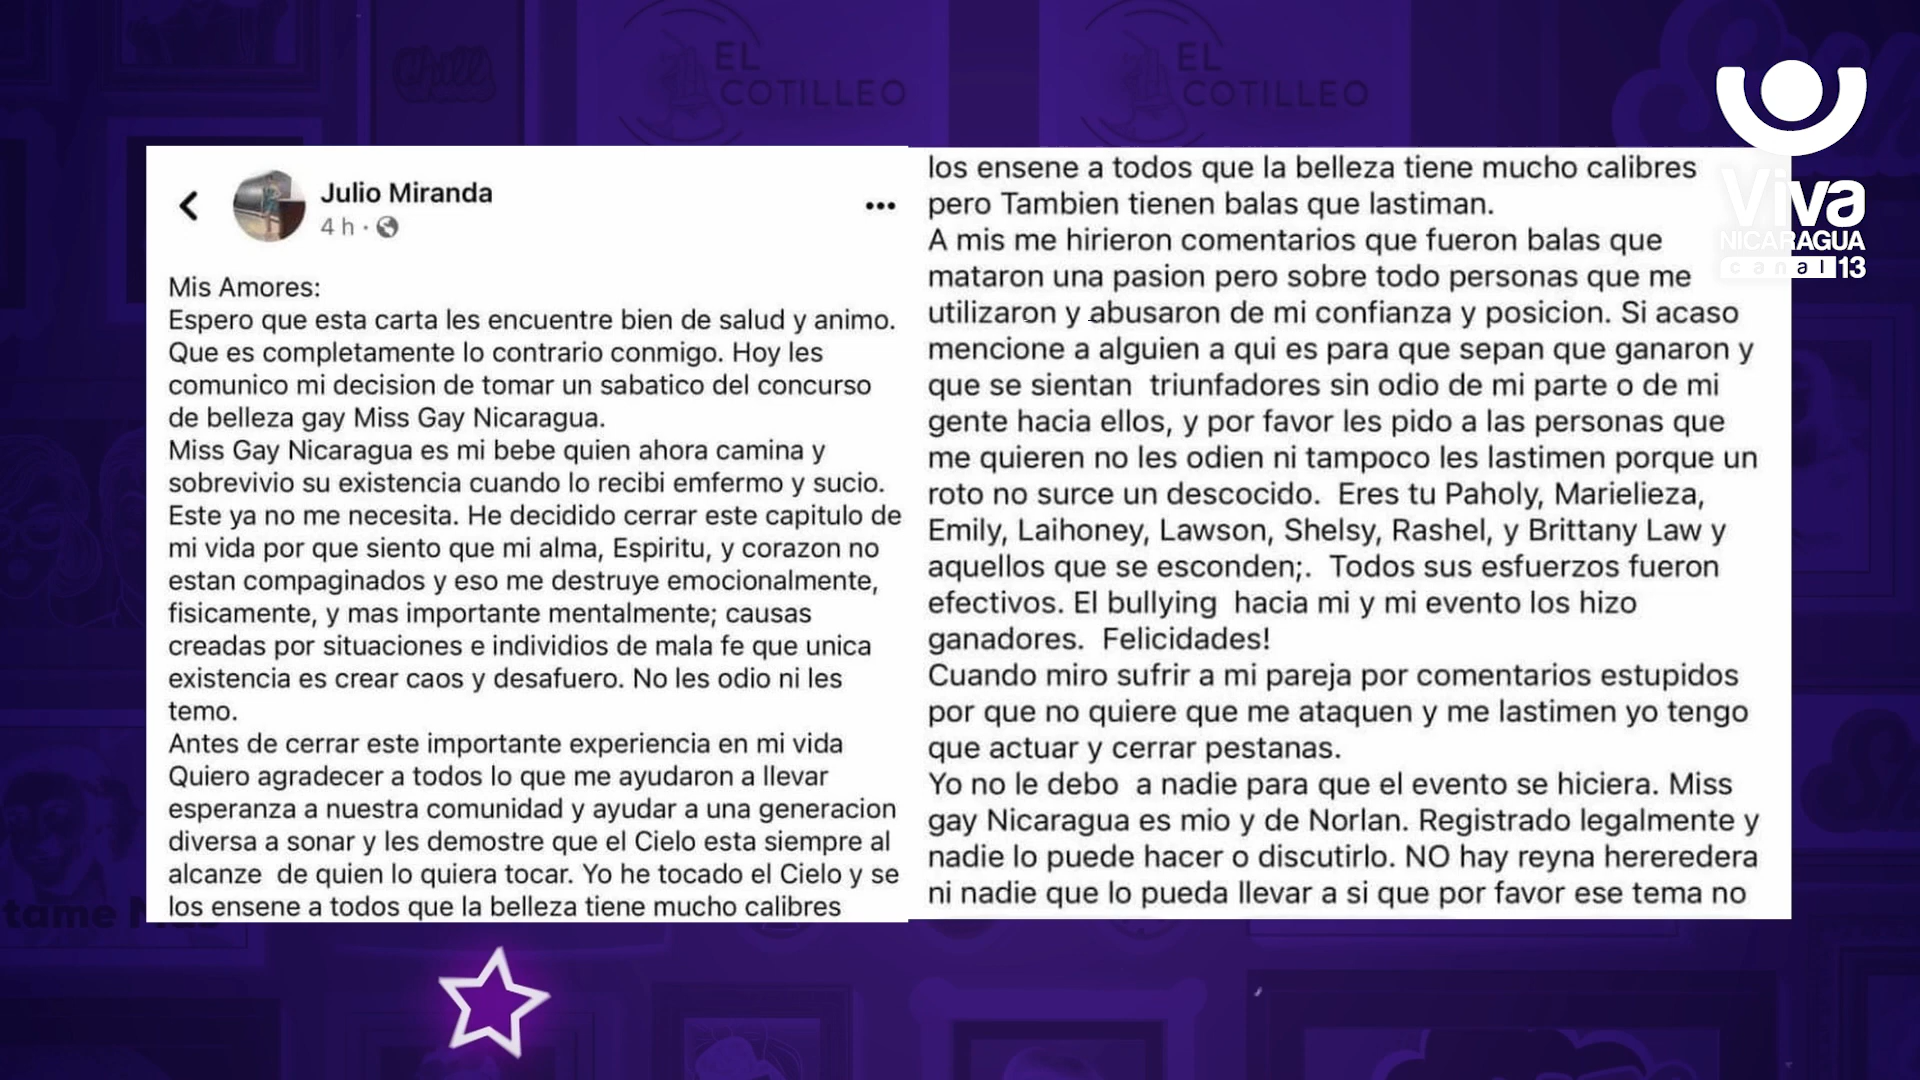 EL
COTILLEO
EL
COTILLEO
Chill
Viva
NICARAGUA
canal 13
Julio Miranda
4 h
Mis Amores:
Espero que esta carta les encuentre bien de salud y animo.
Que es completamente lo contrario conmigo. Hoy les
comunico mi decision de tomar un sabatico del concurso
de belleza gay Miss Gay Nicaragua.
Miss Gay Nicaragua es mi bebe quien ahora camina y
sobrevivio su existencia cuando lo recibi emfermo y sucio.
Este ya no me necesita. He decidido cerrar este capitulo de
mi vida por que siento que mi alma, Espiritu, y corazon no
estan compaginados y eso me destruye emocionalmente,
fisicamente, y mas importante mentalmente; causas
creadas por situaciones e individios de mala fe que unica
existencia es crear caos y desafuero. No les odio ni les
temo.
Antes de cerrar este importante experiencia en mi vida
Quiero agradecer a todos lo que me ayudaron a llevar
esperanza a nuestra comunidad y ayudar a una generacion
diversa a sonar y les demostre que el Cielo esta siempre al
alcanze  de quien lo quiera tocar. Yo he tocado el Cielo y se
los ensene a todos que la belleza tiene mucho calibres
los ensene a todos que la belleza tiene mucho calibres
pero Tambien tienen balas que lastiman.
A mis me hirieron comentarios que fueron balas que
mataron una pasion pero sobre todo personas que me
utilizaron y abusaron de mi confianza y posicion. Si acaso
mencione a alguien a qui es para que sepan que ganaron y
que se sientan  triunfadores sin odio de mi parte o de mi
gente hacia ellos, y por favor les pido a las personas que
me quieren no les odien ni tampoco les lastimen porque un
roto no surce un descocido.  Eres tu Paholy, Marielieza,
Emily, Laihoney, Lawson, Shelsy, Rashel, y Brittany Law y
aquellos que se esconden;.  Todos sus esfuerzos fueron
efectivos. El bullying  hacia mi y mi evento los hizo
ganadores.  Felicidades!
Cuando miro sufrir a mi pareja por comentarios estupidos
por que no quiere que me ataquen y me lastimen yo tengo
que actuar y cerrar pestanas.
Yo no le debo  a nadie para que el evento se hiciera. Miss
gay Nicaragua es mio y de Norlan. Registrado legalmente y
nadie lo puede hacer o discutirlo. NO hay reyna hereredera
ni nadie que lo pueda llevar a si que por favor ese tema no
tame